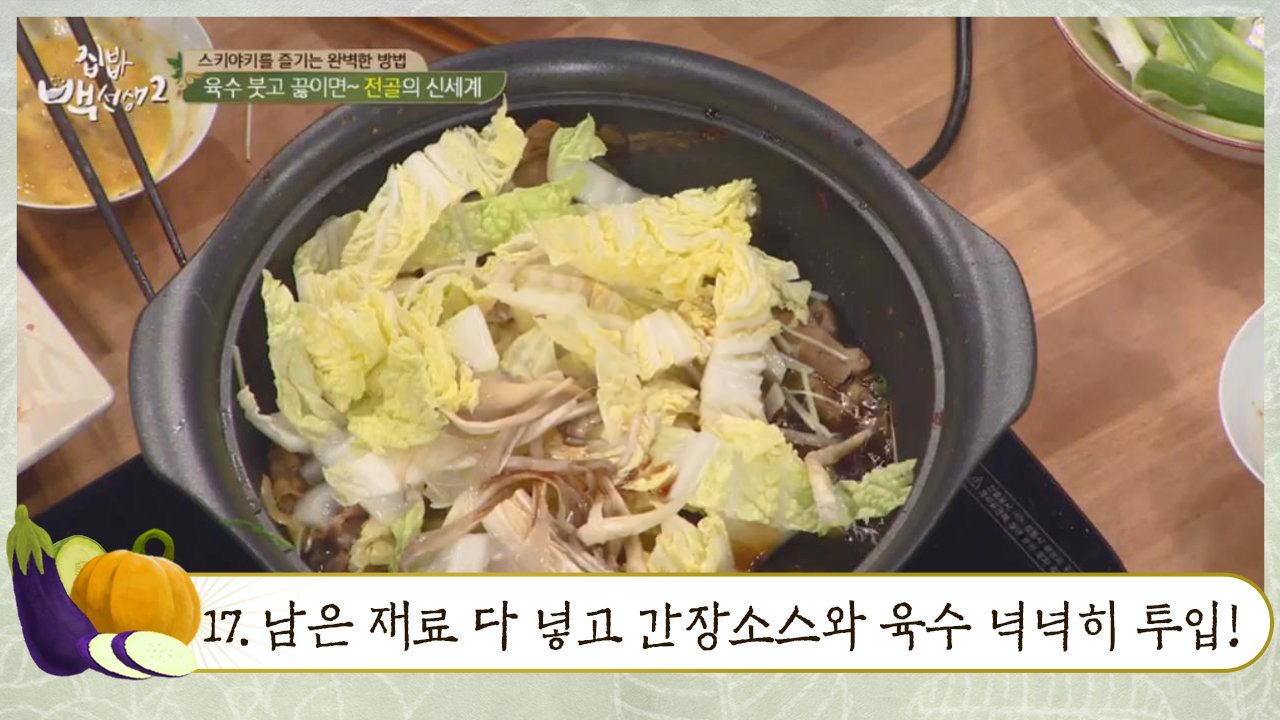 집밥
백선생2
스키야키를 즐기는 완벽한 방법
육수 붓고 끓이면~ 전골의 신세계
17. 남은 재료 다 넣고 간장소스와 육수 넉넉히 투입!